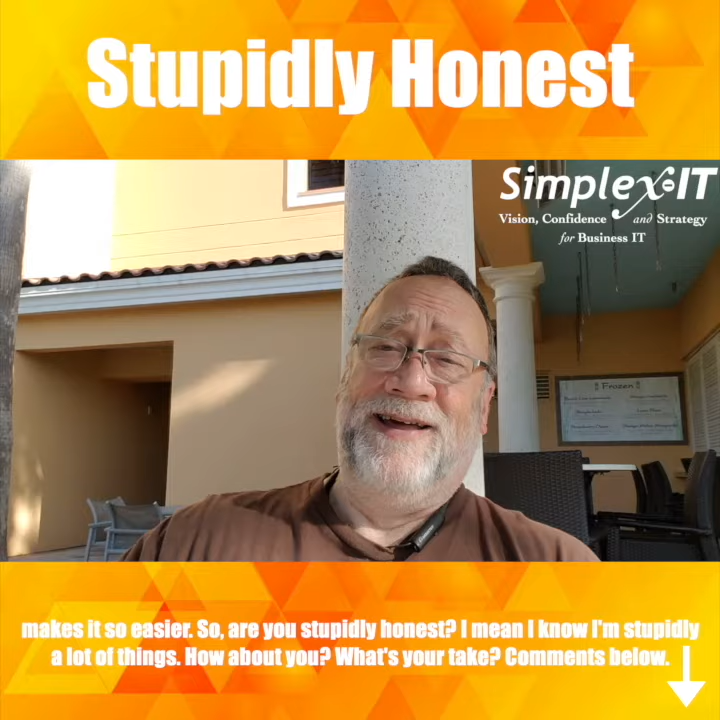 Stupidly Honest
Simplex-IT
Vision, Confidence and Strategy
for Business IT
Frozen
makes it so easier. So, are you stupidly honest? I mean I know I'm stupidly
a lot of things. How about you? What's your take? Comments below.